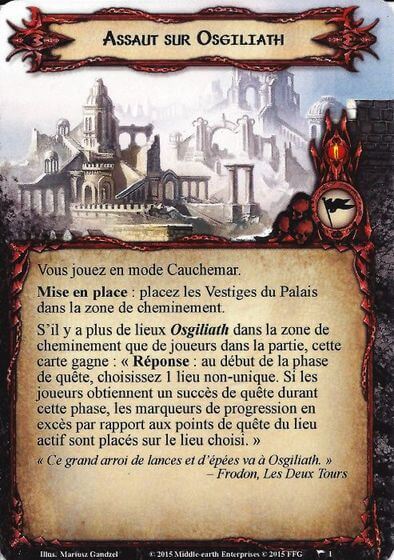 Assaut sur Osgiliath
Vous jouez en mode Cauchemar.
Mise en place : placez les Vestiges du Palais
dans la zone de cheminement.
S'il y a plus de lieux Osgiliath dans la zone de
cheminement que de joueurs dans la partie, cette
carte gagne : « Réponse : au début de la phase
de quête, choisissez 1 lieu non-unique. Si les
joueurs obtiennent un succès de quête durant
cette phase, les marqueurs de progression en
excès par rapport aux points de quête du lieu
actif sont placés sur le lieu choisi. »
« Ce grand arroi de lances et d'épées va à Osgiliath. »
– Frodon, Les Deux Tours
Illus. Mariusz Gandzel © 2015 Middle-earth Enterprises © 2015 FFG 1